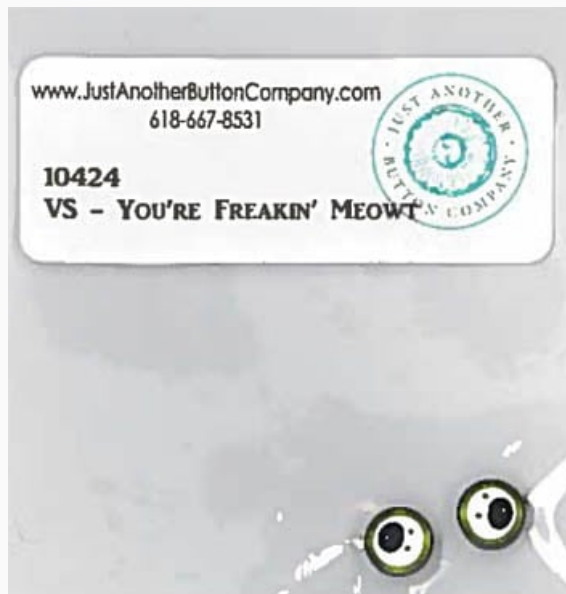 www.JustAnotherButtonCompany.com
618-667-8531
JUST ANOTHER
BUTTON COMPANY
10424
VS - YOU'RE FREAKIN' MEOWT